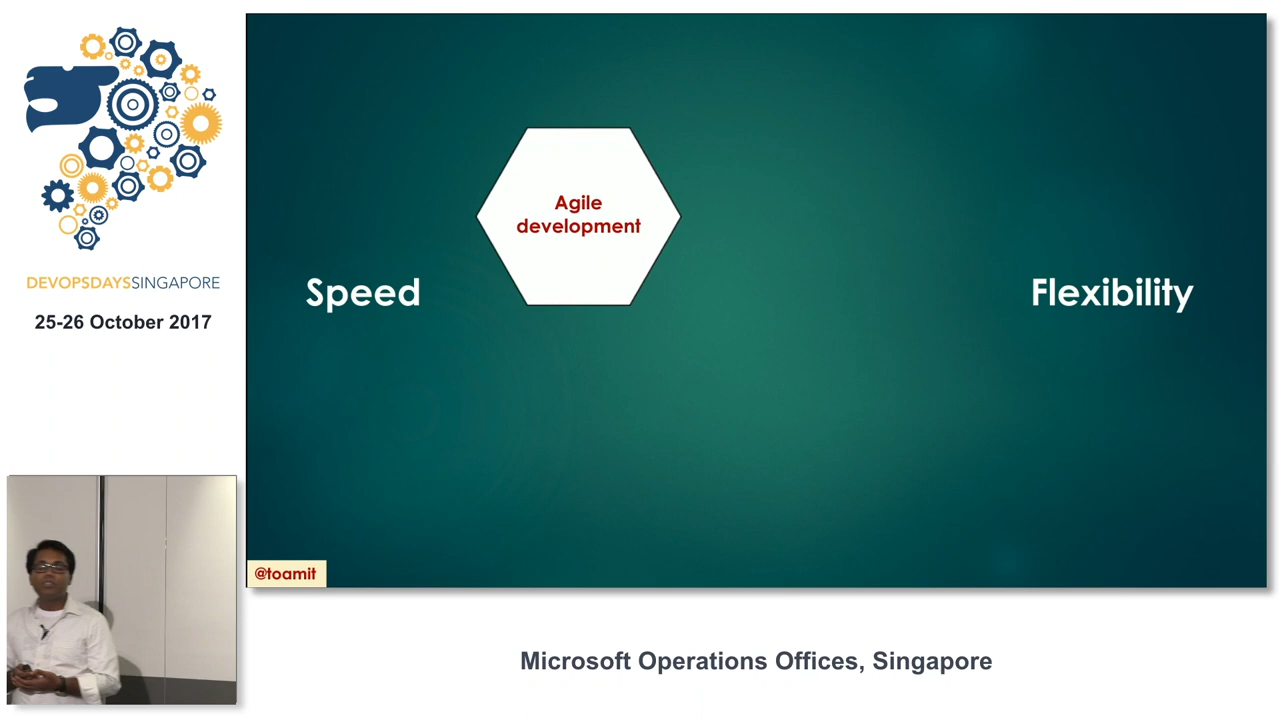 DEVOPSDAYSSINGAPORE
25-26 October 2017
Agile
development
Speed
Flexibility
@toamit
Microsoft Operations Offices, Singapore